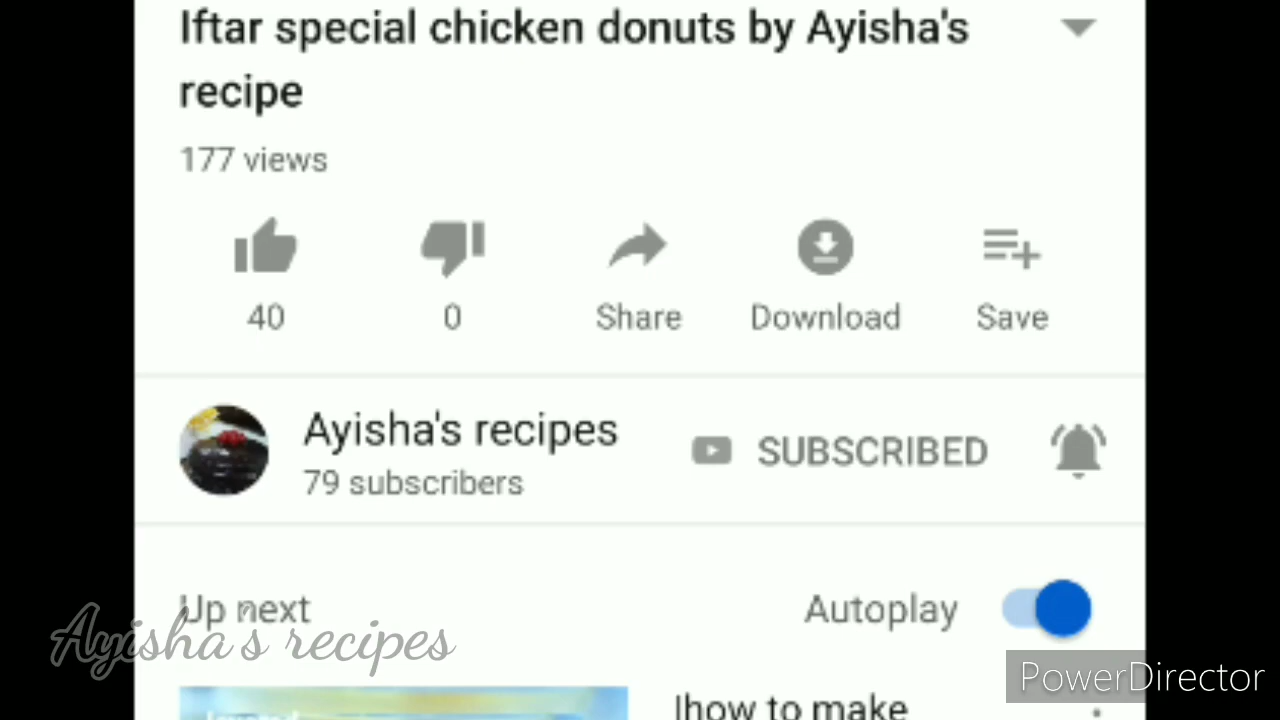 Iftar special chicken donuts by Ayisha's
recipe
177 views
40
0
Share
Download
Save
Ayisha's recipes
79 subscribers
SUBSCRIBED
Up next
Autoplay
Ayisha's recipes
how to make
PowerDirector